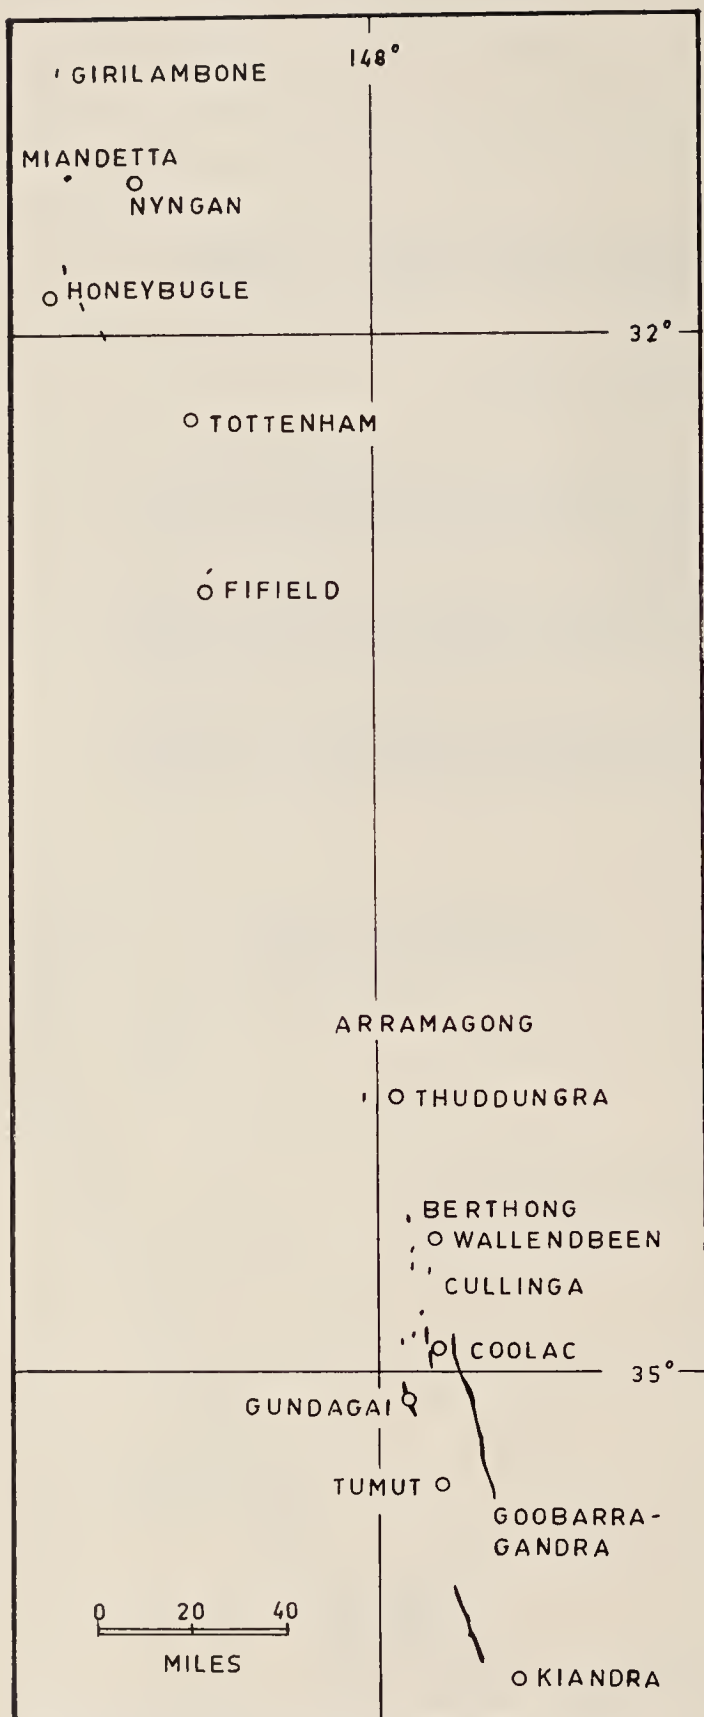 148°
GIRILAMBONE
MIANDETTA
NYNGAN
HONEYBUGLE
32°
TOTTENHAM
FIFIELD
ARRAMAGONG
THUDDUNGRA
BERTHONG
WALLENDBEEN
CULLINGA
COOLAC
35°
GUNDAGAI
TUMUT
GOOBARRA-
GANDRA
0 20 40
MILES
KIANDRA